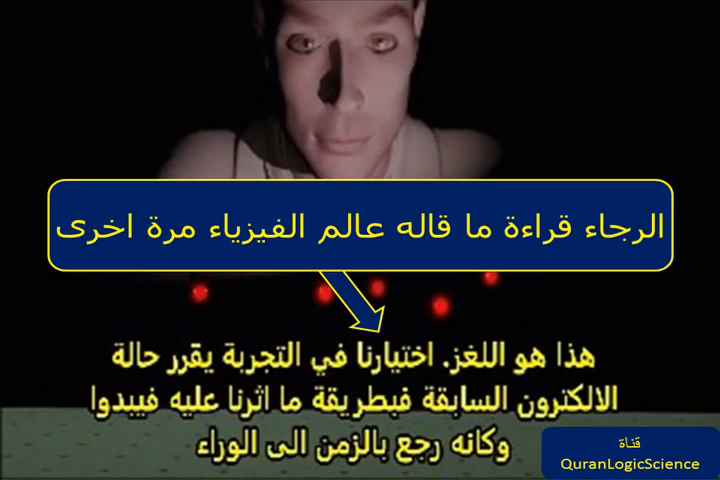 الرجاء قراءة ما قاله عالم الفيزياء مرة اخرى
هذا هو اللغز. اختيارنا في التجربة يقرر حالة
الالكترون السابقة فبطريقة ما اثرنا عليه فيبدوا
وكانه رجع بالزمن الى الوراء
قناة
QuranLogicScience